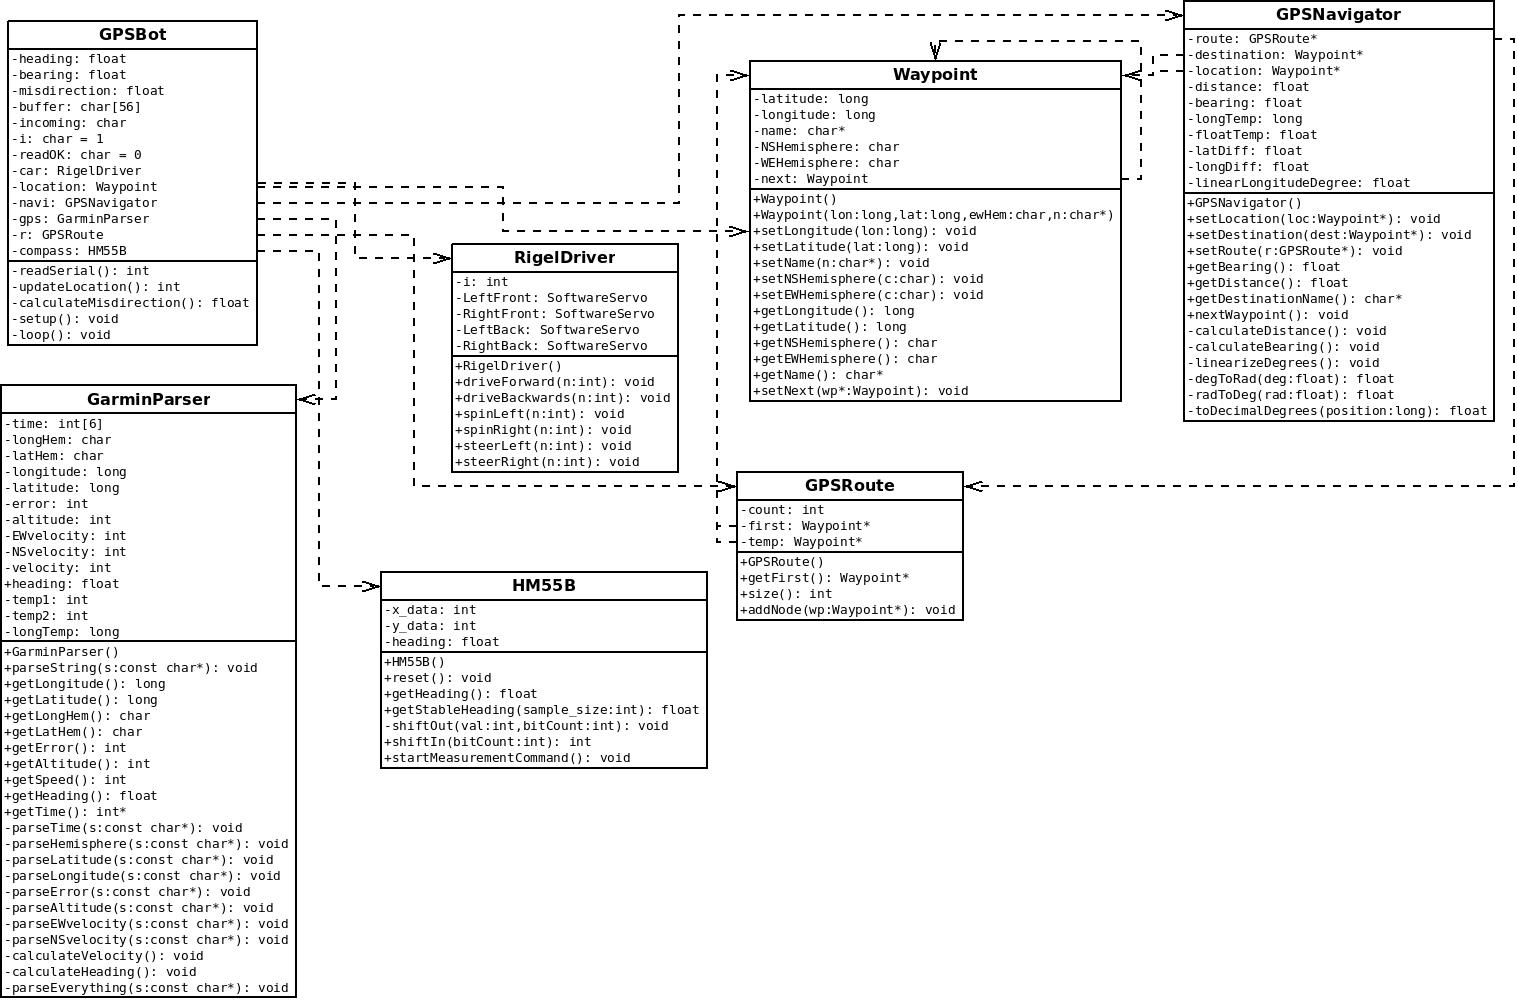 GPSBot
-heading: float
-bearing: float
-misdirection: float
-buffer: char[56]
-incoming: char
-i: char = 1
-readOK: char = 0
-car: RigelDriver
-location: Waypoint
-navi: GPSNavigator
-gps: GarminParser
-r: GPSRoute
-compass: HM55B
-readSerial(): int
-updateLocation(): int
-calculateMisdirection(): float
-setup(): void
-loop(): void
GarminParser
-time: int[6]
-longHem: char
-latHem: char
-longitude: long
-latitude: long
-error: int
-altitude: int
-EWvelocity: int
-NSvelocity: int
-velocity: int
+heading: float
-temp1: int
-temp2: int
-longTemp: long
+GarminParser()
+parseString(s:const char*): void
+getLongitude(): long
+getLatitude(): long
+getLongHem(): char
+getLatHem(): char
+getError(): int
+getAltitude(): int
+getSpeed(): int
+getHeading(): float
+getTime(): int*
-parseTime(s:const char*): void
-parseHemisphere(s:const char*): void
-parseLatitude(s:const char*): void
-parseLongitude(s:const char*): void
-parseError(s:const char*): void
-parseAltitude(s:const char*): void
-parseEWvelocity(s:const char*): void
-parseNSvelocity(s:const char*): void
-calculateVelocity(): void
-calculateHeading(): void
-parseEverything(s:const char*): void
RigelDriver
-i: int
-LeftFront: SoftwareServo
-RightFront: SoftwareServo
-LeftBack: SoftwareServo
-RightBack: SoftwareServo
+RigelDriver()
+driveForward(n:int): void
+driveBackwards(n:int): void
+spinLeft(n:int): void
+spinRight(n:int): void
+steerLeft(n:int): void
+steerRight(n:int): void
HM55B
-x_data: int
-y_data: int
-heading: float
+HM55B()
+reset(): void
+getHeading(): float
+getStableHeading(sample_size:int): float
-shiftOut(val:int,bitCount:int): void
+shiftIn(bitCount:int): int
+startMeasurementCommand(): void
Waypoint
-latitude: long
-longitude: long
-name: char*
-NSHemisphere: char
-WEHemisphere: char
-next: Waypoint
+Waypoint()
+Waypoint(lon:long,lat:long,ewHem:char,n:char*)
+setLongitude(lon:long): void
+setLatitude(lat:long): void
+setName(n:char*): void
+setNSHemisphere(c:char): void
+setEWHemisphere(c:char): void
+getLongitude(): long
+getLatitude(): long
+getNSHemisphere(): char
+getEWHemisphere(): char
+getName(): char*
+setNext(wp*:Waypoint): void
GPSRoute
-count: int
-first: Waypoint*
-temp: Waypoint*
+GPSRoute()
+getFirst(): Waypoint*
+size(): int
+addNode(wp:Waypoint*): void
GPSNavigator
-route: GPSRoute*
-destination: Waypoint*
-location: Waypoint*
-distance: float
-bearing: float
-longTemp: long
-floatTemp: float
-latDiff: float
-longDiff: float
-linearLongitudeDegree: float
+GPSNavigator()
+setLocation(loc:Waypoint*): void
+setDestination(dest:Waypoint*): void
+setRoute(r:GPSRoute*): void
+getBearing(): float
+getDistance(): float
+getDestinationName(): char*
+nextWaypoint(): void
-calculateDistance(): void
-calculateBearing(): void
-linearizeDegrees(): void
-degToRad(deg:float): float
-radToDeg(rad:float): float
-toDecimalDegrees(position:long): float